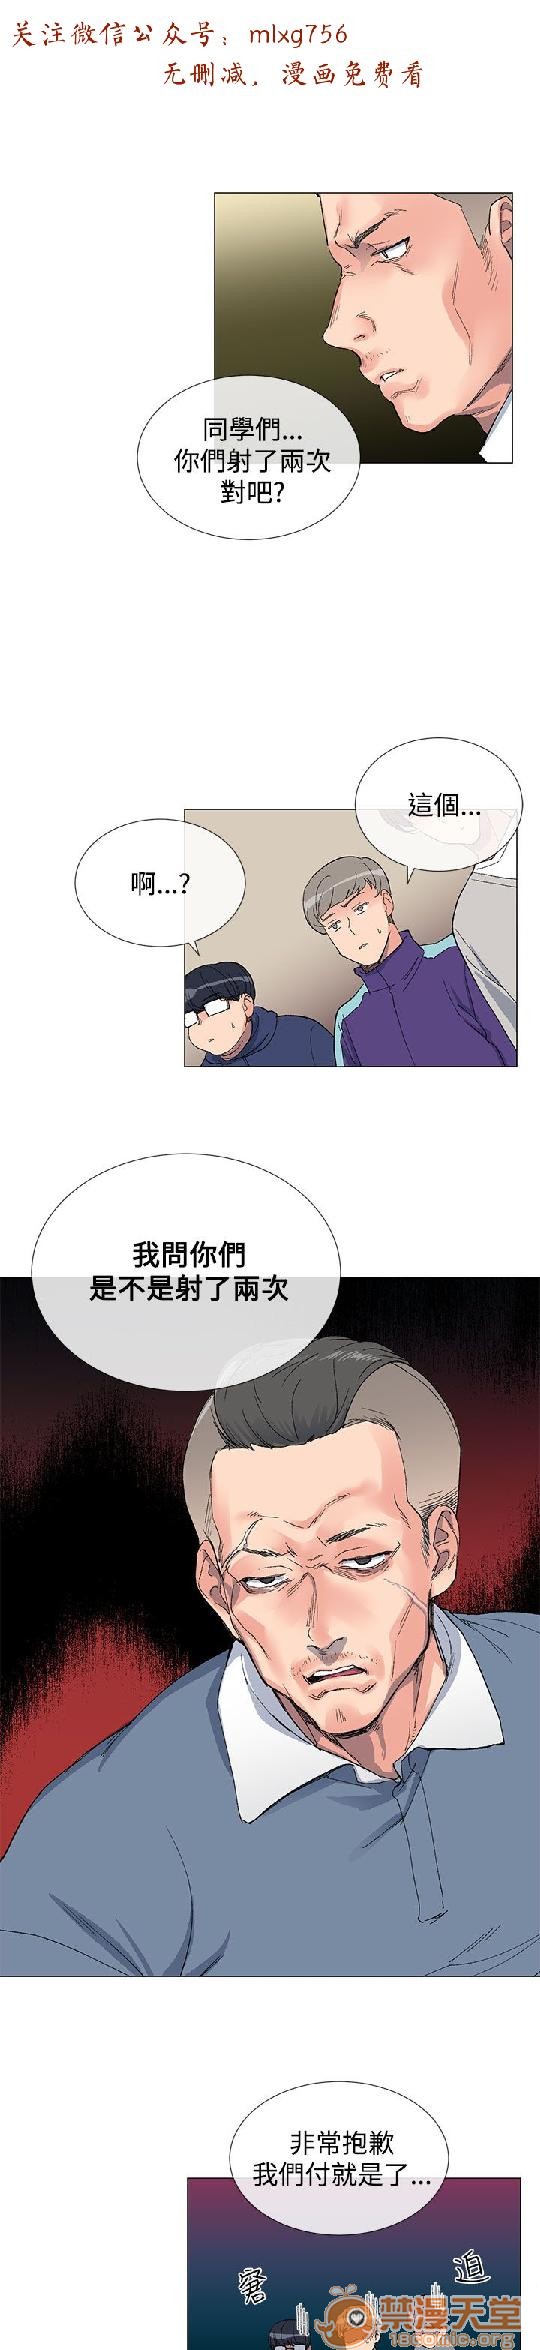 关注微信公众号：mlxg756
无删减，漫画免费看
同學們...
你們射了兩次
對吧?
這個...
啊...?
我問你們
是不是射了兩次
非常抱歉
我們付就是了...
窘
迫
禁漫天堂
18comic.org